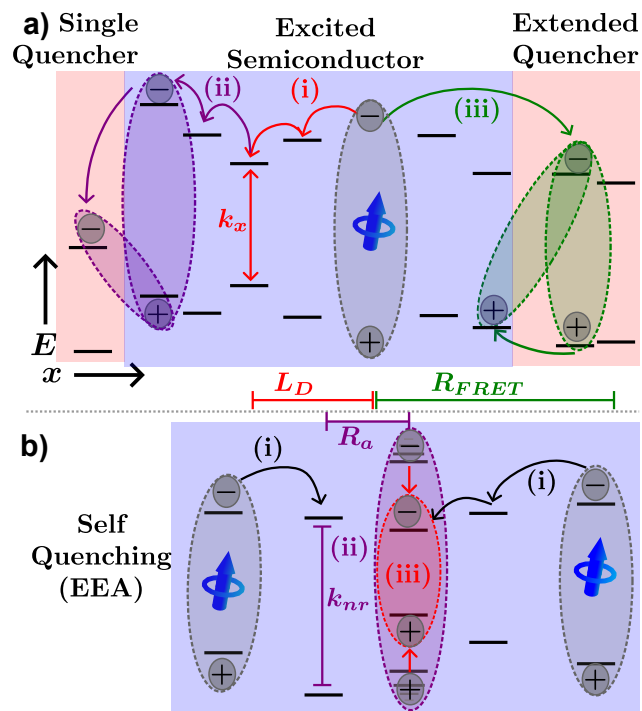 a)
Single
Quencher
Excited
Semiconductor
Extended
Quencher
(ii)
(i)
(iii)
−
−
−
−
k_x
+
+
+
+
E
x
L_D
R_FRET
R_a
b)
Self
Quenching
(EEA)
(i)
(i)
(ii)
(iii)
k_nr
−
−
−
−
+
+
+
+